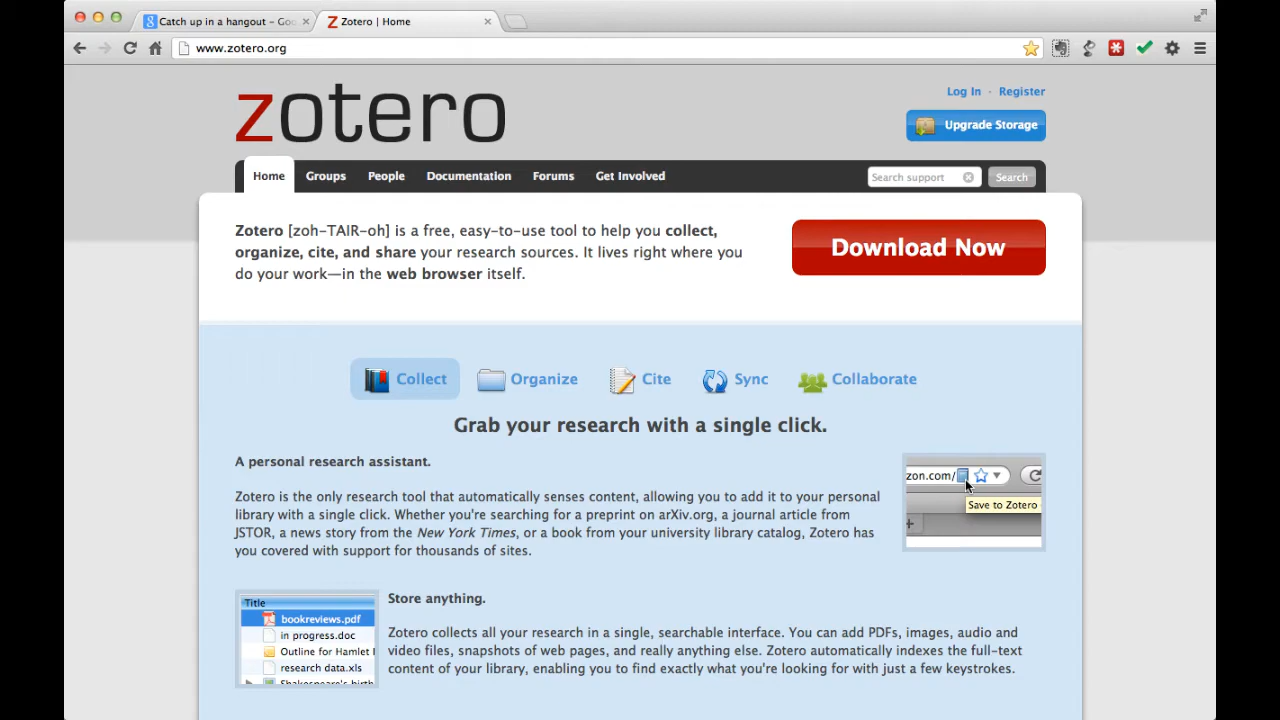 Catch up in a hangout - Goo
Zotero | Home
www.zotero.org
zotero
Log In · Register
Upgrade Storage
Home Groups People Documentation Forums Get Involved
Search support
Search
Zotero [zoh-TAIR-oh] is a free, easy-to-use tool to help you collect,
organize, cite, and share your research sources. It lives right where you
do your work—in the web browser itself.
Download Now
Collect Organize Cite Sync Collaborate
Grab your research with a single click.
A personal research assistant.
Zotero is the only research tool that automatically senses content, allowing you to add it to your personal
library with a single click. Whether you're searching for a preprint on arXiv.org, a journal article from
JSTOR, a news story from the New York Times, or a book from your university library catalog, Zotero has
you covered with support for thousands of sites.
zon.com/
Save to Zotero
Title
bookreviews.pdf
in progress.doc
Outline for Hamlet
research data.xls
Shakespeare's birth
Store anything.
Zotero collects all your research in a single, searchable interface. You can add PDFs, images, audio and
video files, snapshots of web pages, and really anything else. Zotero automatically indexes the full-text
content of your library, enabling you to find exactly what you're looking for with just a few keystrokes.